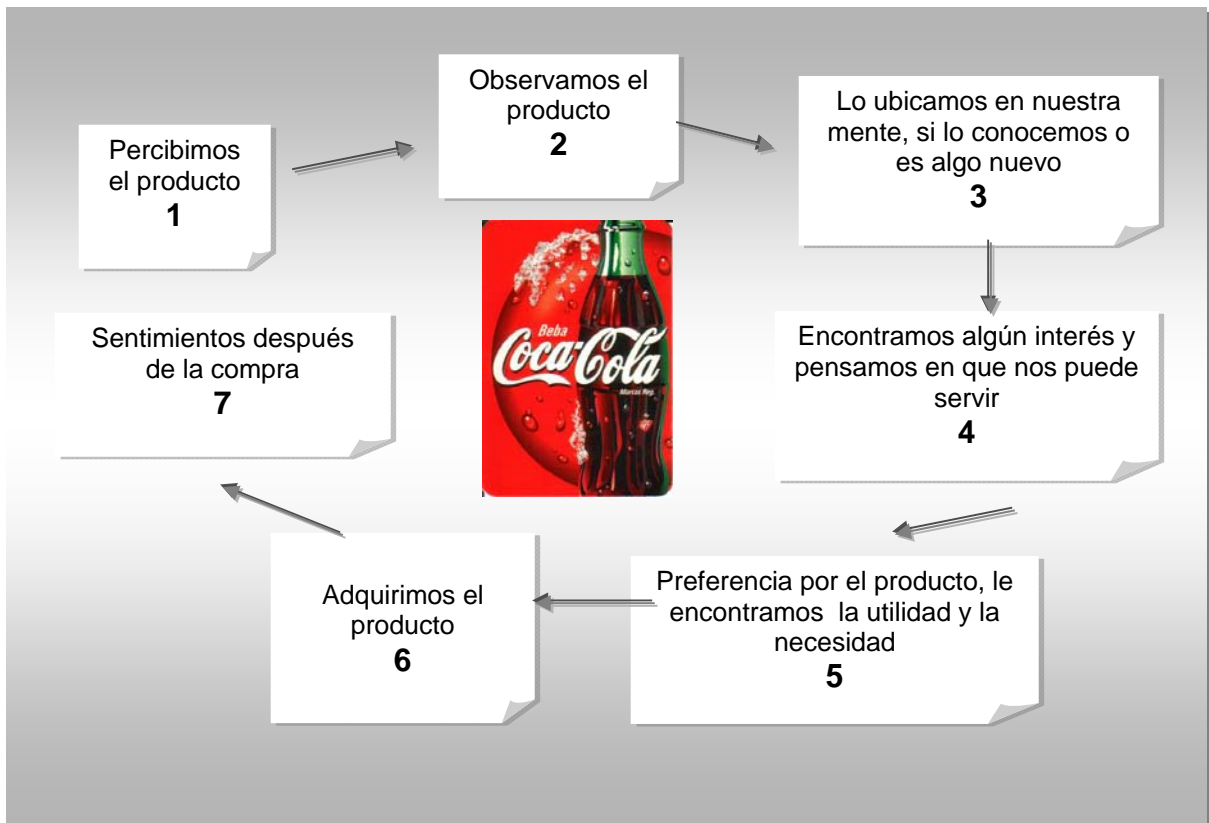 Percibimos
el producto
1
Observamos el
producto
2
Lo ubicamos en nuestra
mente, si lo conocemos o
es algo nuevo
3
Encontramos algún interés y
pensamos en que nos puede
servir
4
Preferencia por el producto, le
encontramos la utilidad y la
necesidad
5
Adquirimos el
producto
6
Sentimientos después
de la compra
7
Beba
Coca-Cola
Marcas Reg.